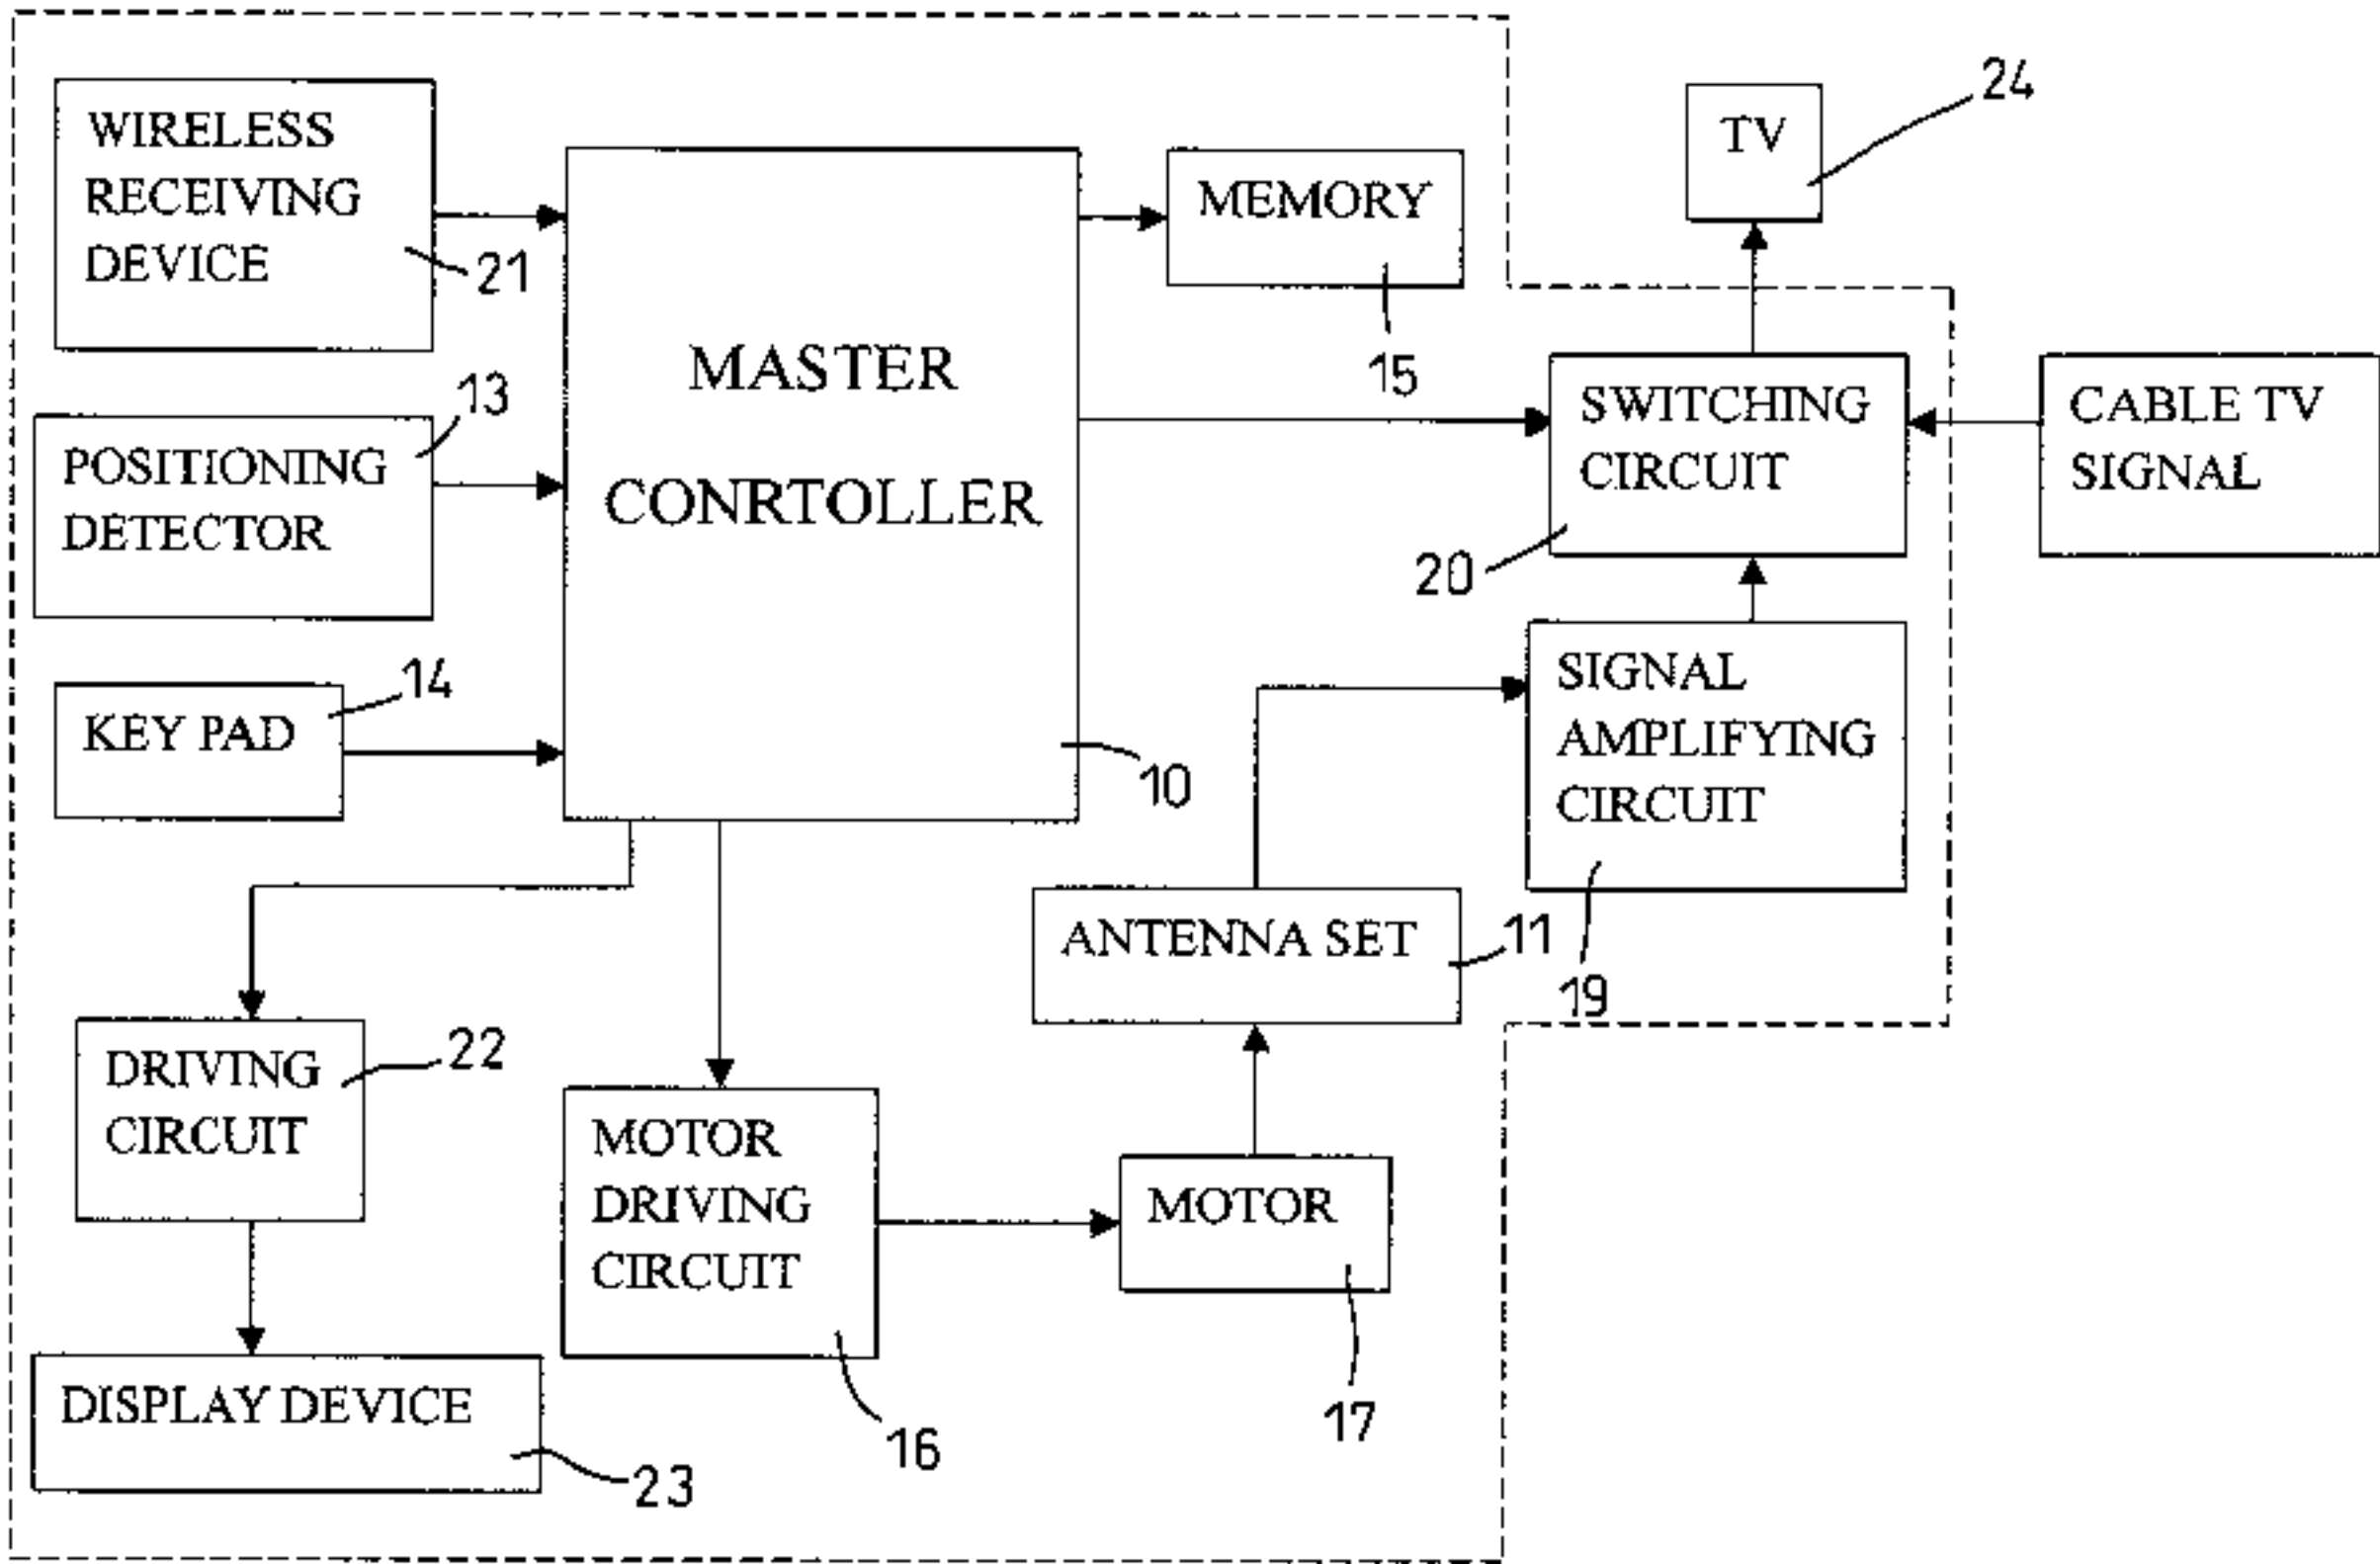 WIRELESS
RECEIVING
DEVICE
21
POSITIONING
DETECTOR
13
KEY PAD
14
MASTER
CONRTOLLER
10
MEMORY
15
TV
24
SWITCHING
CIRCUIT
20
CABLE TV
SIGNAL
SIGNAL
AMPLIFYING
CIRCUIT
19
ANTENNA SET
11
DRIVING
CIRCUIT
22
MOTOR
DRIVING
CIRCUIT
16
MOTOR
17
DISPLAY DEVICE
23